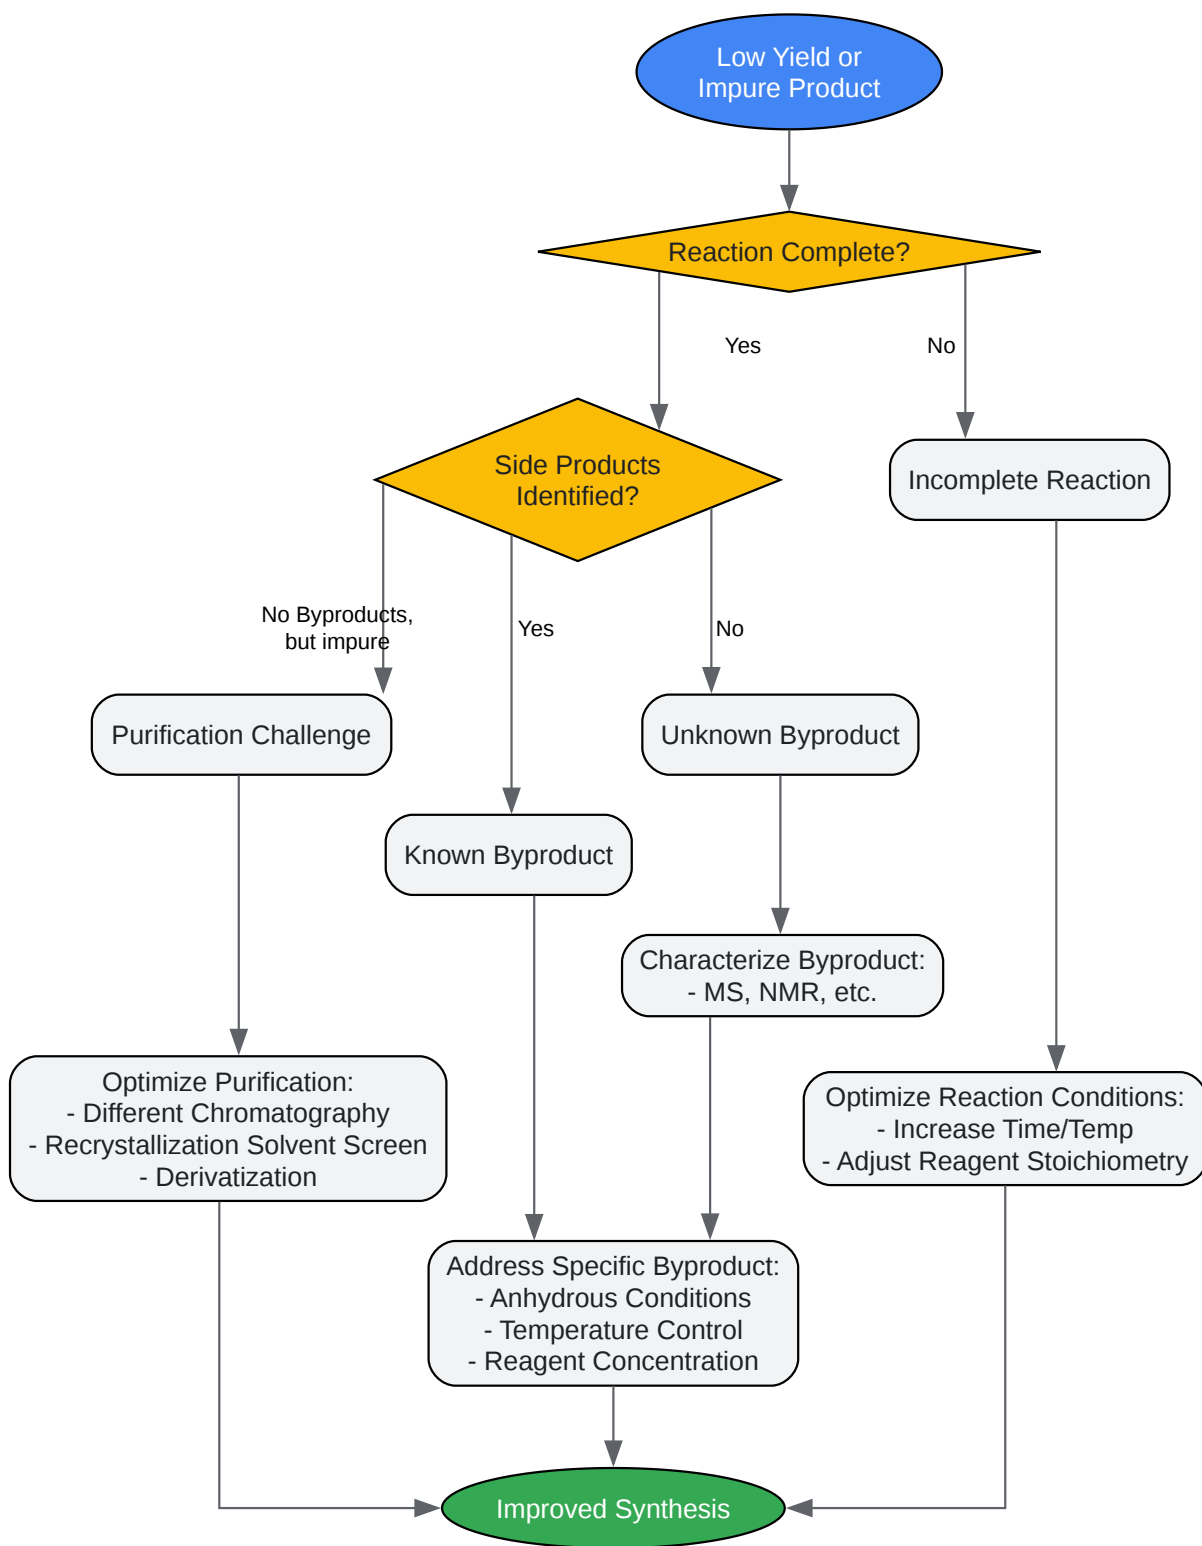 Low Yield or
Impure Product
Reaction Complete?
Yes
No
Side Products
Identified?
Incomplete Reaction
No Byproducts,
but impure
Yes
No
Purification Challenge
Unknown Byproduct
Known Byproduct
Characterize Byproduct:
- MS, NMR, etc.
Optimize Purification:
- Different Chromatography
- Recrystallization Solvent Screen
- Derivatization
Optimize Reaction Conditions:
- Increase Time/Temp
- Adjust Reagent Stoichiometry
Address Specific Byproduct:
- Anhydrous Conditions
- Temperature Control
- Reagent Concentration
Improved Synthesis